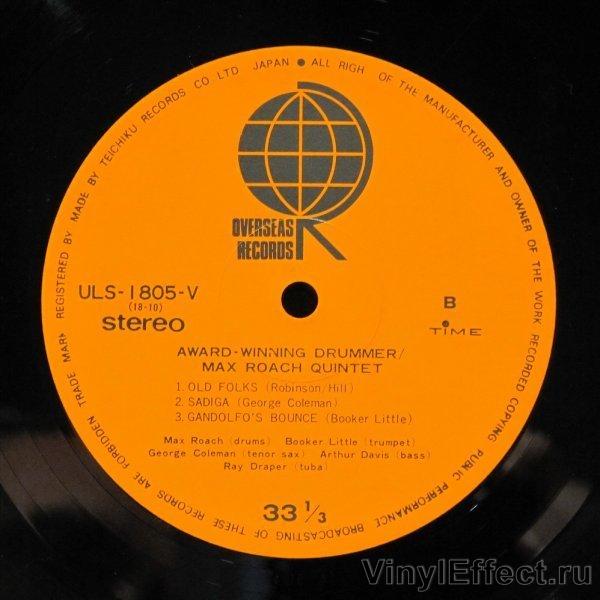 REGISTERED BY MADE BY TEICHIKU RECORDS CO LTD JAPAN ● ALL RIGH OF THE MANUFACTURER AND OWNER OF THE WORK RECORDED COPYING PUBLIC PERFORMANCE BROADCASTING OF THESE RECORDS ARE FORBIDDEN TRADE MARK
OVERSEAS
RECORDS
ULS-1805-V
(18-10)
stereo
B
TIME
AWARD-WINNING DRUMMER/
MAX ROACH QUINTET
1. OLD FOLKS (Robinson/Hill)
2. SADIGA (George Coleman)
3. GANDOLFO'S BOUNCE (Booker Little)
Max Roach (drums) Booker Little (trumpet)
George Coleman (tenor sax) Arthur Davis (bass)
Ray Draper (tuba)
33 1/3
VinylEffect.ru